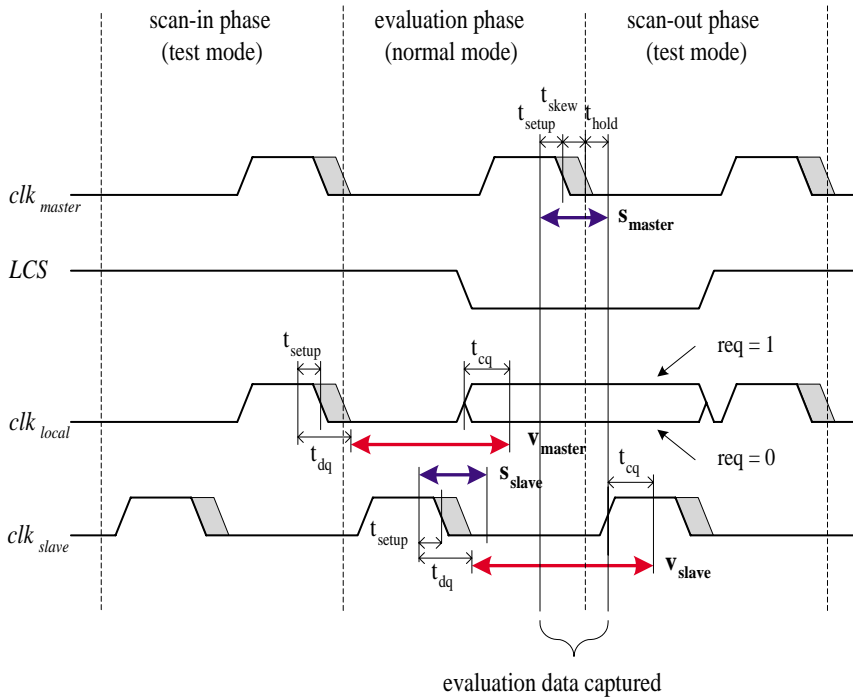 scan-in phase
(test mode)
evaluation phase
(normal mode)
scan-out phase
(test mode)
t_skew
t_setup
t_hold
clk_master
s_master
LCS
t_setup
t_cq
req = 1
clk_local
t_dq
v_master
req = 0
s_slave
t_cq
clk_slave
t_setup
t_dq
v_slave
evaluation data captured